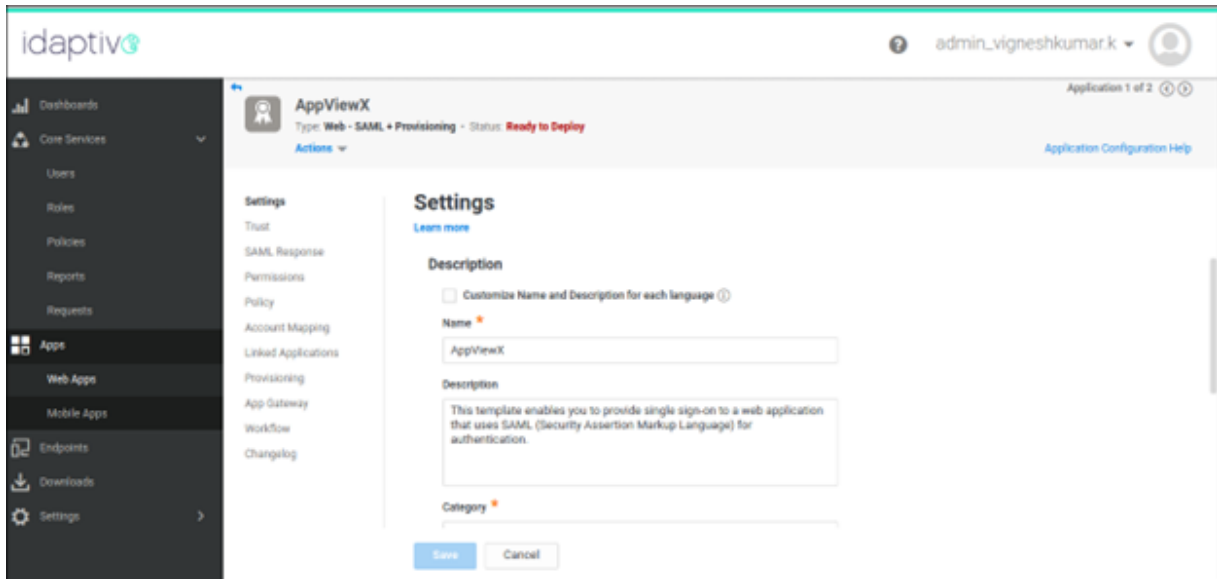 idaptive
admin_vigneshkumar.k
Dashboards
Core Services
Users
Roles
Policies
Reports
Requests
Apps
Web Apps
Mobile Apps
Endpoints
Downloads
Settings
Application 1 of 2
AppViewX
Type: Web - SAML + Provisioning - Status: Ready to Deploy
Actions
Application Configuration Help
Settings
Trust
SAML Response
Permissions
Policy
Account Mapping
Linked Applications
Provisioning
App Gateway
Workflow
Changelog
Settings
Learn more
Description
Customize Name and Description for each language
Name *
AppViewX
Description
This template enables you to provide single sign-on to a web application
that uses SAML (Security Assertion Markup Language) for
authentication.
Category *
Save Cancel